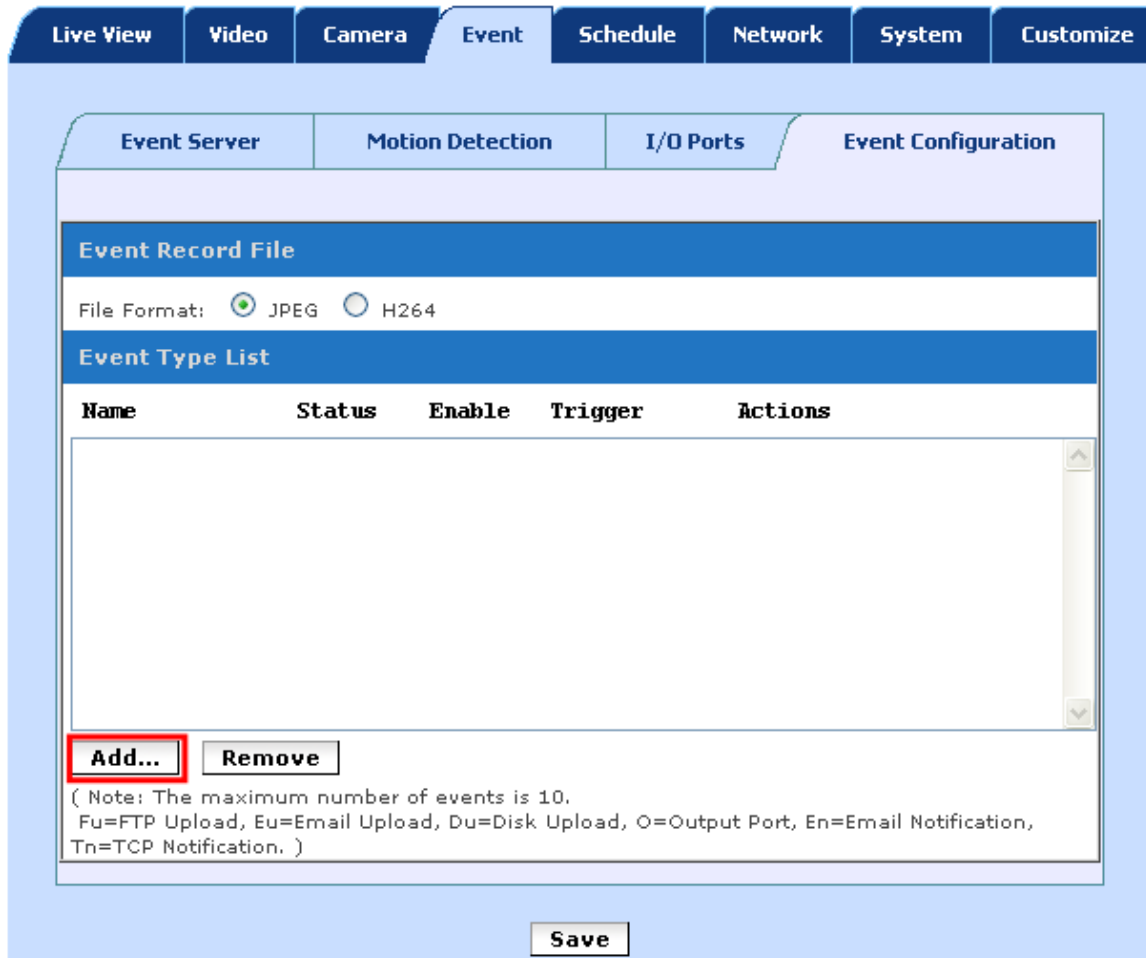 Live View Video Camera Event Schedule Network System Customize
Event Server Motion Detection I/O Ports Event Configuration
Event Record File
File Format: JPEG H264
Event Type List
Name Status Enable Trigger Actions
Add... Remove
( Note: The maximum number of events is 10.
Fu=FTP Upload, Eu=Email Upload, Du=Disk Upload, O=Output Port, En=Email Notification,
Tn=TCP Notification. )
Save